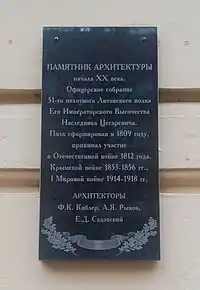 ПАМЯТНИК АРХИТЕКТУРЫ
начала XX века.
Офицерское собрание
51-го пехотного Литовского полка
Его Императорского Высочества
Наследника Цесаревича.
Полк сформирован в 1809 году,
принимал участие
в Отечественной войне 1812 года,
Крымской войне 1853-1856 гг.,
I Мировой войне 1914-1918 гг.
АРХИТЕКТОРЫ
Ф.К. Киблер, А.Я. Рыков,
Е.Д. Садовский